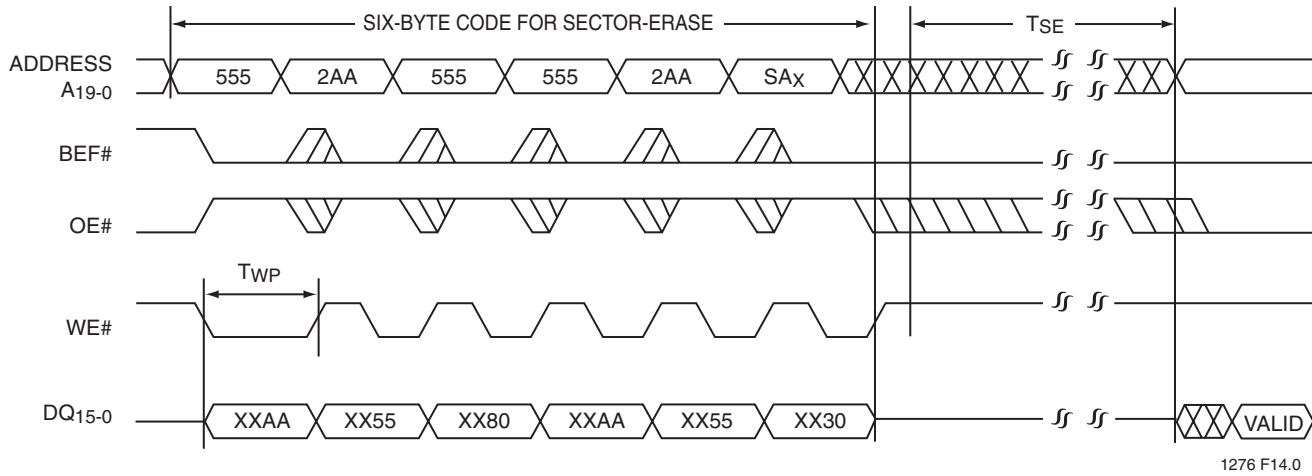 SIX-BYTE CODE FOR SECTOR-ERASE
TSE
ADDRESS
A19-0
555
2AA
555
555
2AA
SAX
BEF#
OE#
TWP
WE#
DQ15-0
XXAA
XX55
XX80
XXAA
XX55
XX30
VALID
1276 F14.0